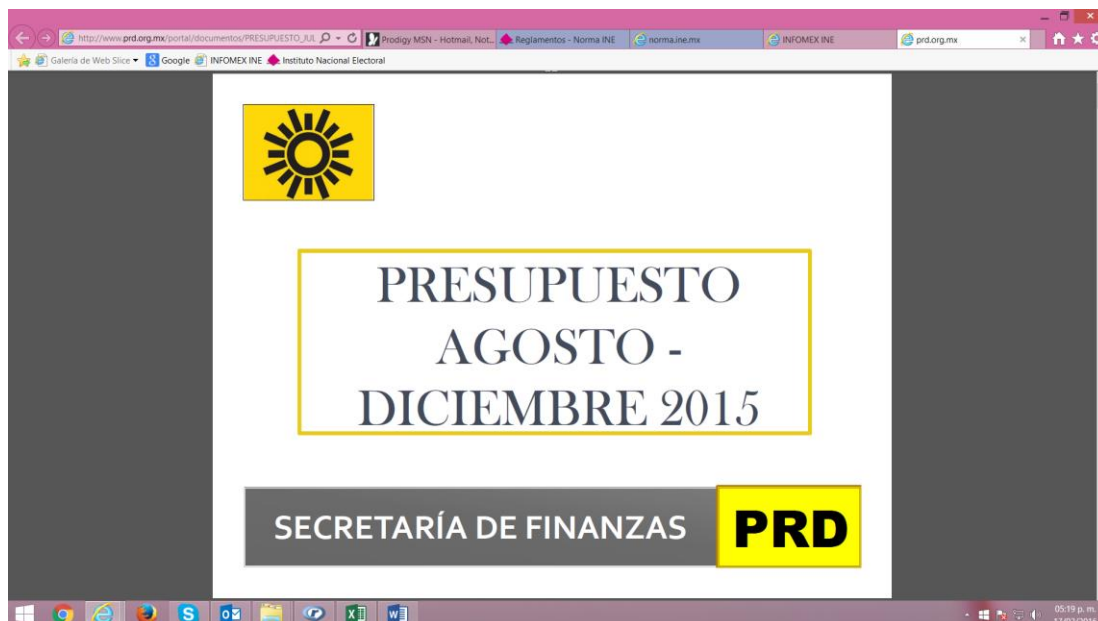 http://www.prd.org.mx/portal/documentos/PRESUPUESTO_JUL
Prodigy MSN - Hotmail, Not...
Reglamentos - Norma INE
norma.ine.mx
INFOMEX INE
prd.org.mx
Galería de Web Slice
Google
INFOMEX INE
Instituto Nacional Electoral
PRESUPUESTO
AGOSTO -
DICIEMBRE 2015
SECRETARÍA DE FINANZAS
PRD
05:19 p. m.